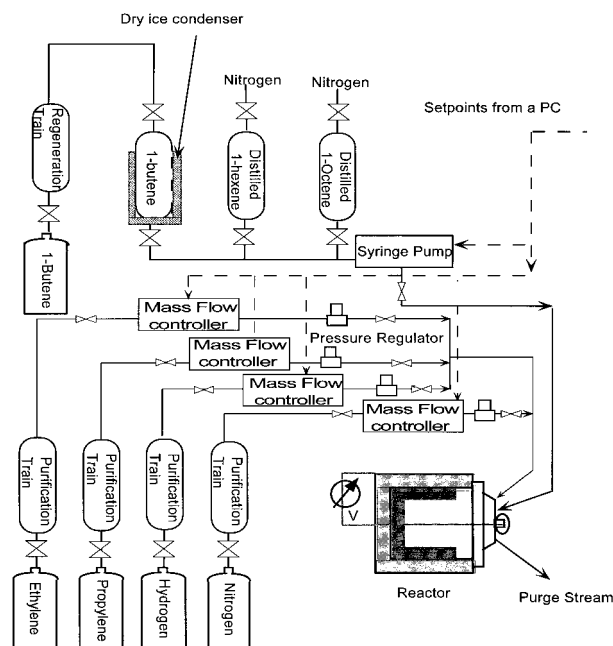 Dry ice condenser
Nitrogen
Nitrogen
Setpoints from a PC
Regeneration
Train
1-butene
Distilled
1-hexene
Distilled
1-Octene
1-Butene
Syringe Pump
Mass Flow
controller
Pressure Regulator
Mass Flow
controller
Mass Flow
controller
Mass Flow
controller
Purification
Train
Purification
Train
Purification
Train
Purification
Train
V
Ethylene
Propylene
Hydrogen
Nitrogen
Reactor
Purge Stream